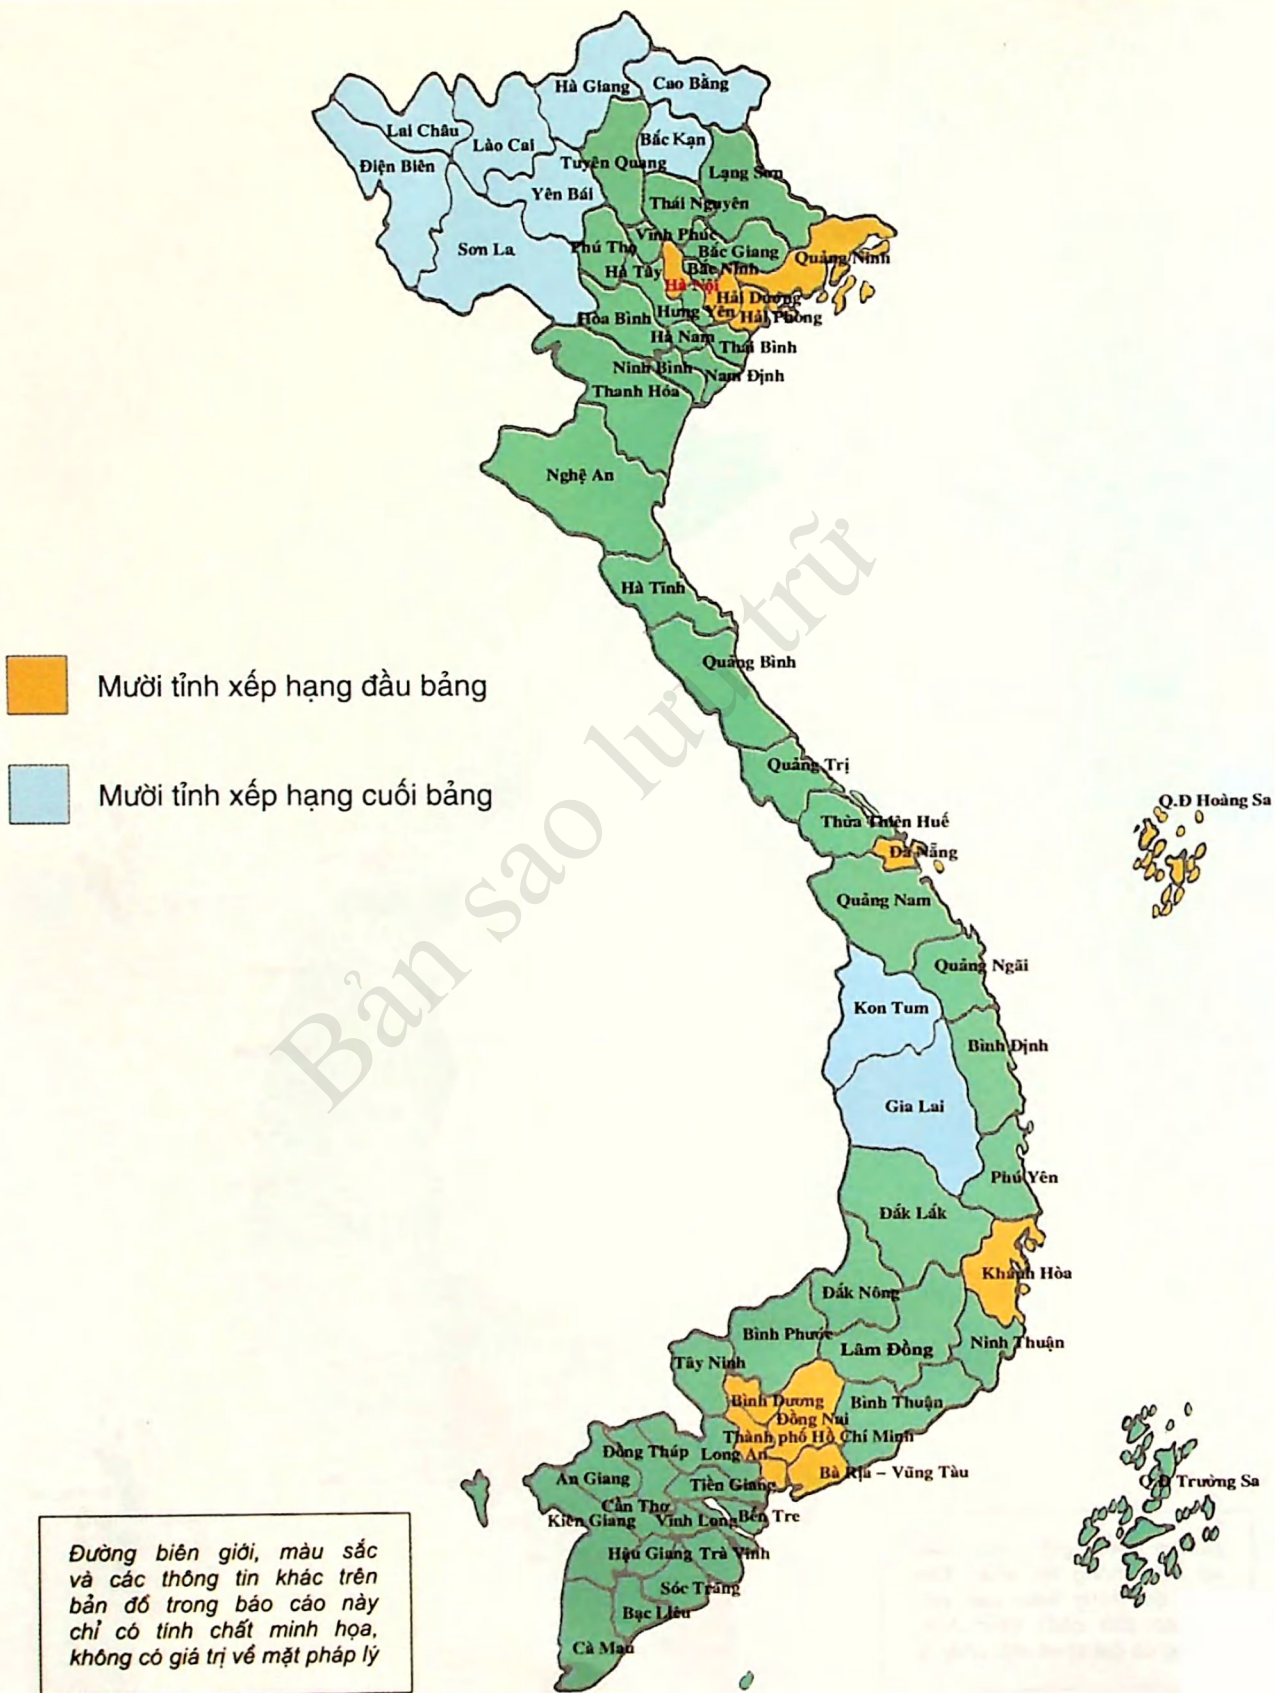 Hà Giang
Cao Bằng
Lai Châu
Lào Cai
Bắc Kạn
Điện Biên
Tuyên Quang
Lạng Sơn
Yên Bái
Thái Nguyên
Sơn La
Phú Thọ
Vĩnh Phúc
Bắc Giang
Quảng Ninh
Hà Tây
Bắc Ninh
Hà Nội
Hải Dương
Hòa Bình
Hưng Yên
Hải Phòng
Hà Nam
Thái Bình
Ninh Bình
Nam Định
Thanh Hóa
Nghệ An
Hà Tĩnh
Quảng Bình
Mười tỉnh xếp hạng đầu bảng
Mười tỉnh xếp hạng cuối bảng
Bản sao lưu trữ
Quảng Trị
Q.Đ Hoàng Sa
Thừa Thiên Huế
Đà Nẵng
Quảng Nam
Quảng Ngãi
Kon Tum
Bình Định
Gia Lai
Phú Yên
Đắk Lắk
Khánh Hòa
Đắk Nông
Bình Phước
Lâm Đồng
Ninh Thuận
Tây Ninh
Bình Dương
Bình Thuận
Đồng Nai
Thành phố Hồ Chí Minh
Đồng Tháp
Long An
Bà Rịa – Vũng Tàu
An Giang
Tiền Giang
Q.Đ Trường Sa
Cần Thơ
Kiên Giang
Vĩnh Long
Bến Tre
Hậu Giang
Trà Vinh
Sóc Trăng
Bạc Liêu
Cà Mau
Đường biên giới, màu sắc
và các thông tin khác trên
bản đồ trong báo cáo này
chỉ có tính chất minh họa,
không có giá trị về mặt pháp lý